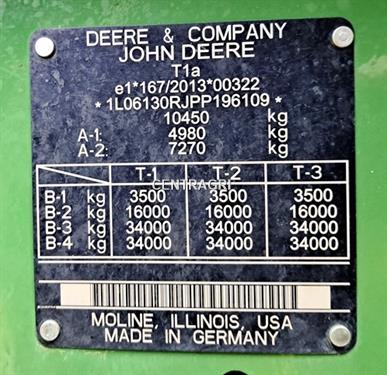 DEERE & COMPANY
JOHN DEERE
T1a
e1*167/2013*00322
*1L06130RJPP196109*
10450 kg
A-1: 4980 kg
A-2: 7270 kg
T-1 T-2 T-3
CENTRAGRI
B-1 kg 3500 3500 3500
B-2 kg 16000 16000 16000
B-3 kg 34000 34000 34000
B-4 kg 34000 34000 34000
MOLINE, ILLINOIS, USA
MADE IN GERMANY